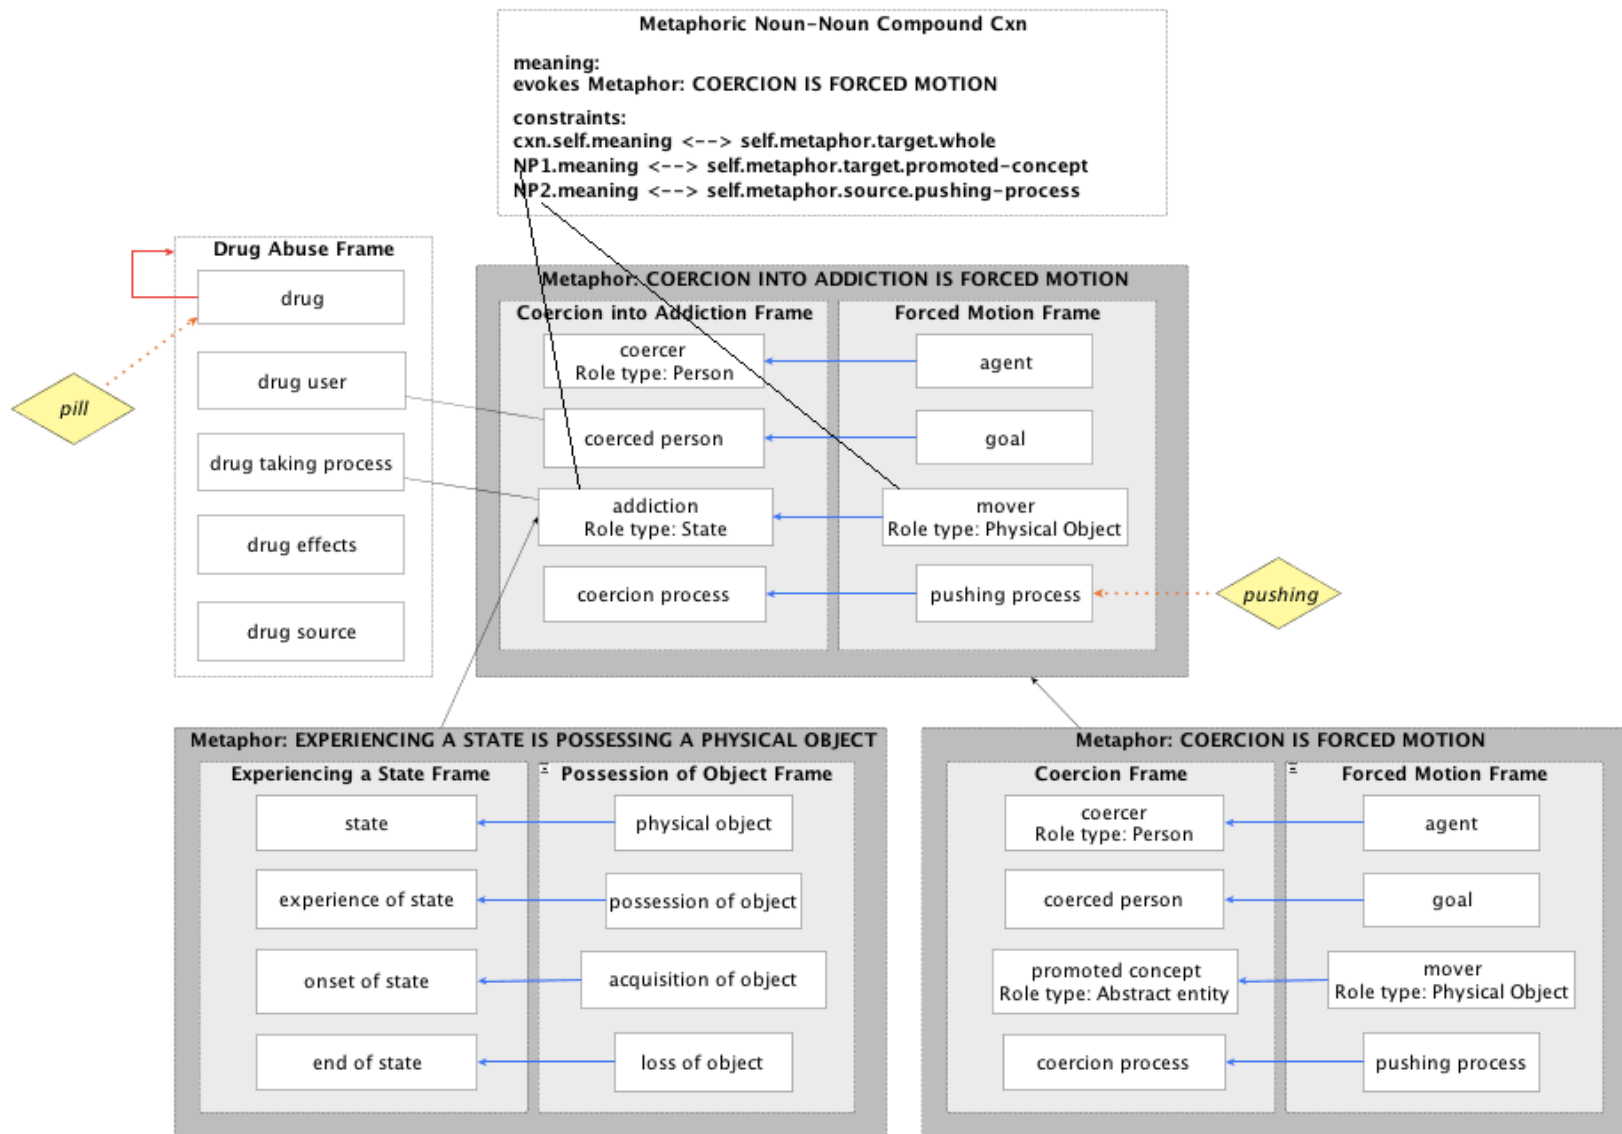 Metaphoric Noun-Noun Compound Cxn
meaning:
evokes Metaphor: COERCION IS FORCED MOTION
constraints:
cxn.self.meaning <--> self.metaphor.target.whole
NP1.meaning <--> self.metaphor.target.promoted-concept
NP2.meaning <--> self.metaphor.source.pushing-process
Drug Abuse Frame
drug
drug user
drug taking process
drug effects
drug source
pill
Metaphor: COERCION INTO ADDICTION IS FORCED MOTION
Coercion into Addiction Frame
coercer
Role type: Person
coerced person
addiction
Role type: State
coercion process
Forced Motion Frame
agent
goal
mover
Role type: Physical Object
pushing process
pushing
Metaphor: EXPERIENCING A STATE IS POSSESSING A PHYSICAL OBJECT
Experiencing a State Frame
state
experience of state
onset of state
end of state
Possession of Object Frame
physical object
possession of object
acquisition of object
loss of object
Metaphor: COERCION IS FORCED MOTION
Coercion Frame
coercer
Role type: Person
coerced person
promoted concept
Role type: Abstract entity
coercion process
Forced Motion Frame
agent
goal
mover
Role type: Physical Object
pushing process